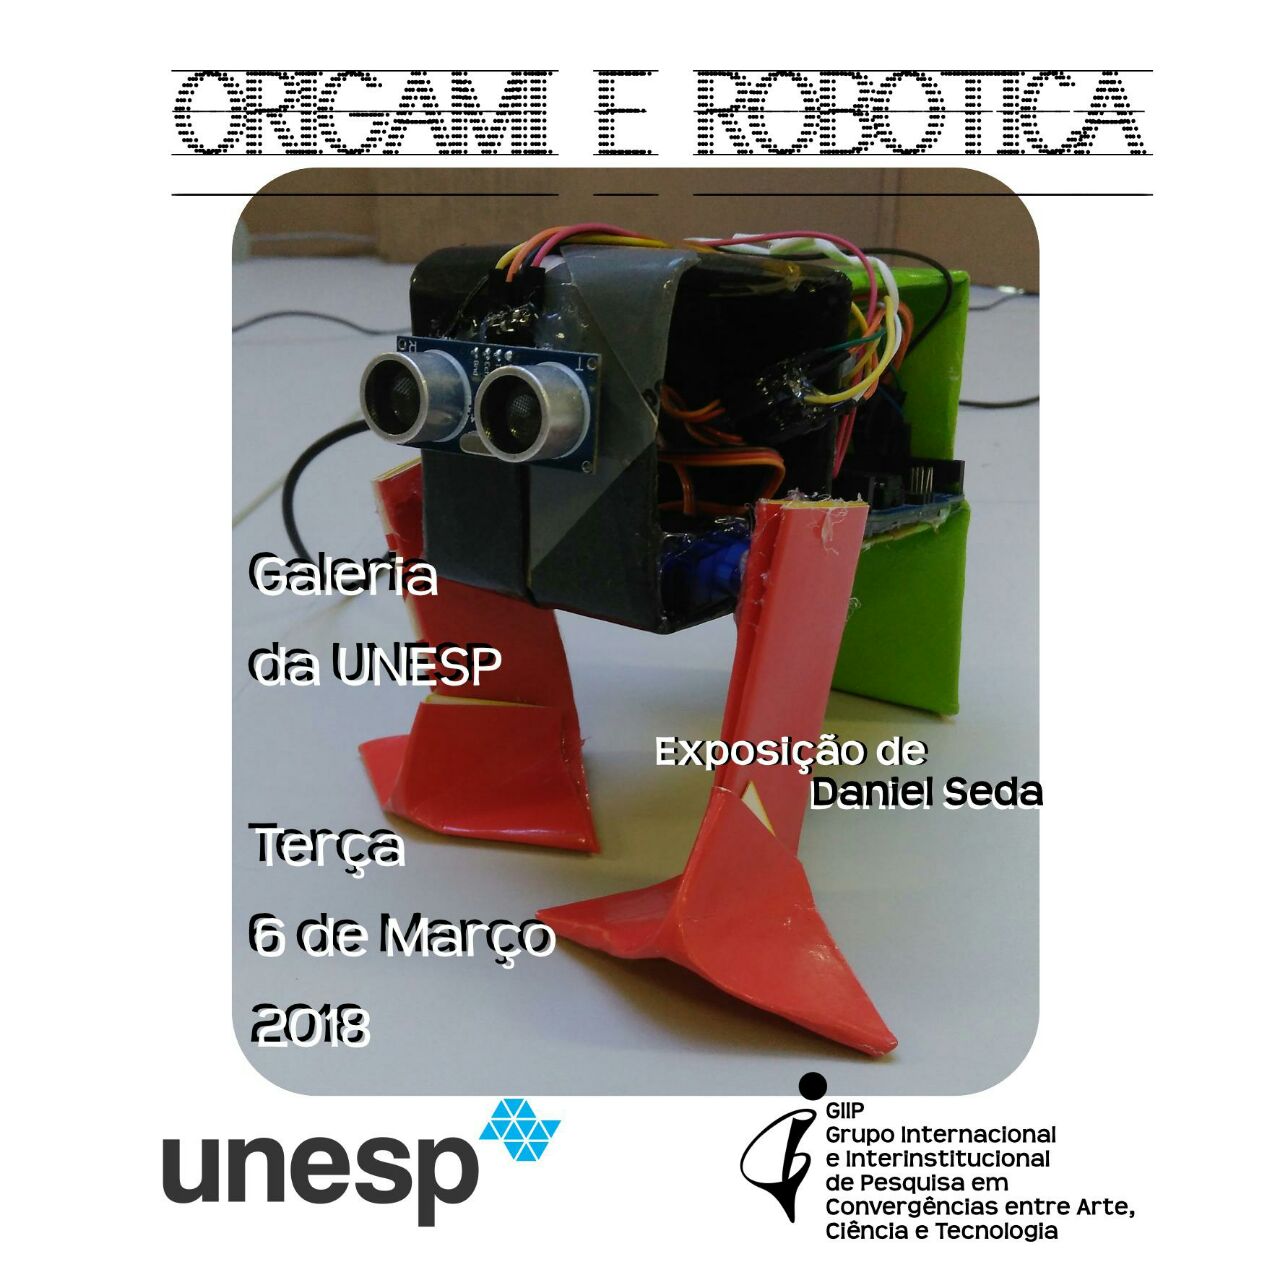 ORIGAMI E ROBOTICA
Galeria
da UNESP
Exposição de
Daniel Seda
Terça
6 de Março
2018
unesp
GIIP
Grupo Internacional
e Interinstitucional
de Pesquisa em
Convergências entre Arte,
Ciência e Tecnologia